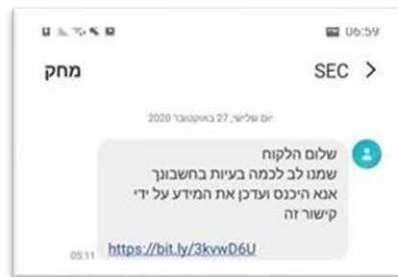 06:59
SEC
מחק
יום שלישי, 27 באוקטובר 2020
שלום הלקוח
שמנו לב לכמה בעיות בחשבונך
אנא היכנס ועדכן את המידע על ידי
קישור זה
https://bit.ly/3kvwD6U
05:11